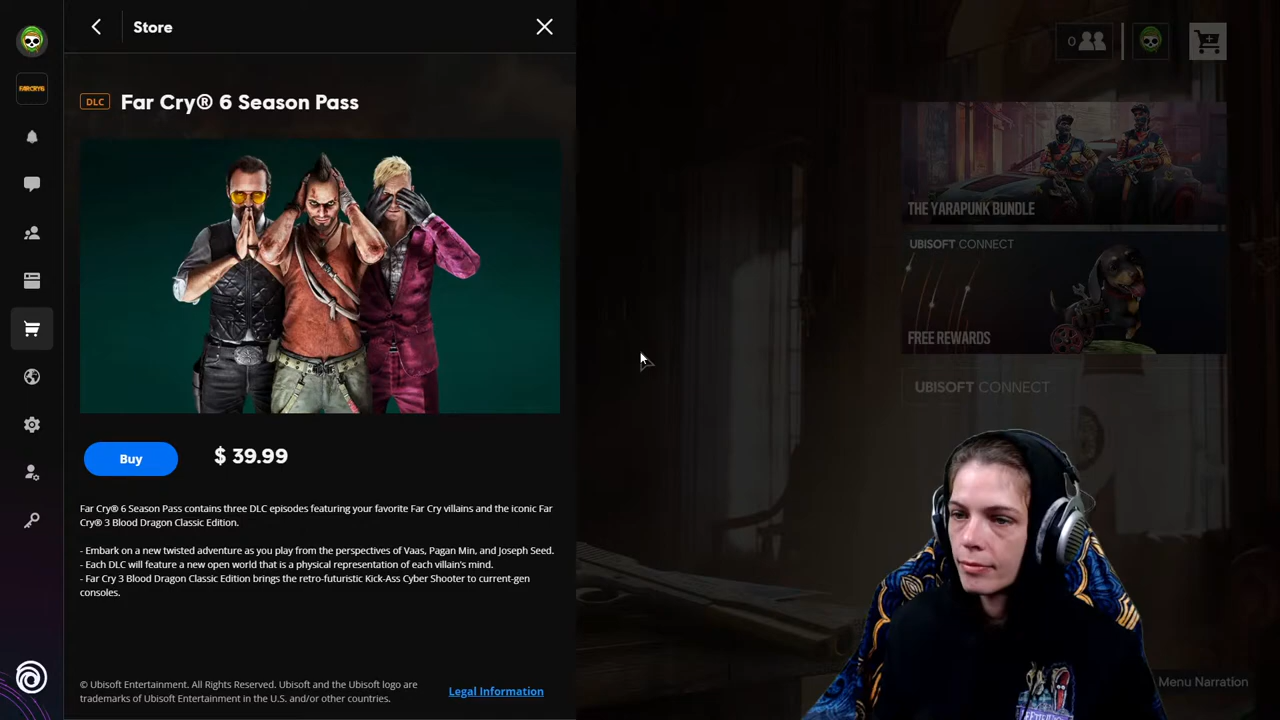 Store
DLC Far Cry® 6 Season Pass
Buy $ 39.99
Far Cry® 6 Season Pass contains three DLC episodes featuring your favorite Far Cry villains and the iconic Far
Cry® 3 Blood Dragon Classic Edition.
- Embark on a new twisted adventure as you play from the perspectives of Vaas, Pagan Min, and Joseph Seed.
- Each DLC will feature a new open world that is a physical representation of each villain's mind.
- Far Cry 3 Blood Dragon Classic Edition brings the retro-futuristic Kick-Ass Cyber Shooter to current-gen
consoles.
© Ubisoft Entertainment. All Rights Reserved. Ubisoft and the Ubisoft logo are
trademarks of Ubisoft Entertainment in the U.S. and/or other countries.
Legal Information
FARCRY6
0
THE YARAPUNK BUNDLE
UBISOFT CONNECT
FREE REWARDS
UBISOFT CONNECT
Menu Narration